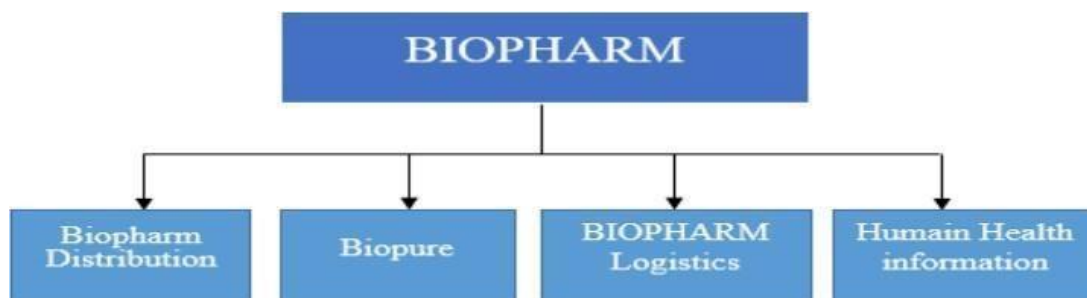 BIOPHARM
Biopharm
Distribution
Biopure
BIOPHARM
Logistics
Humain Health
information